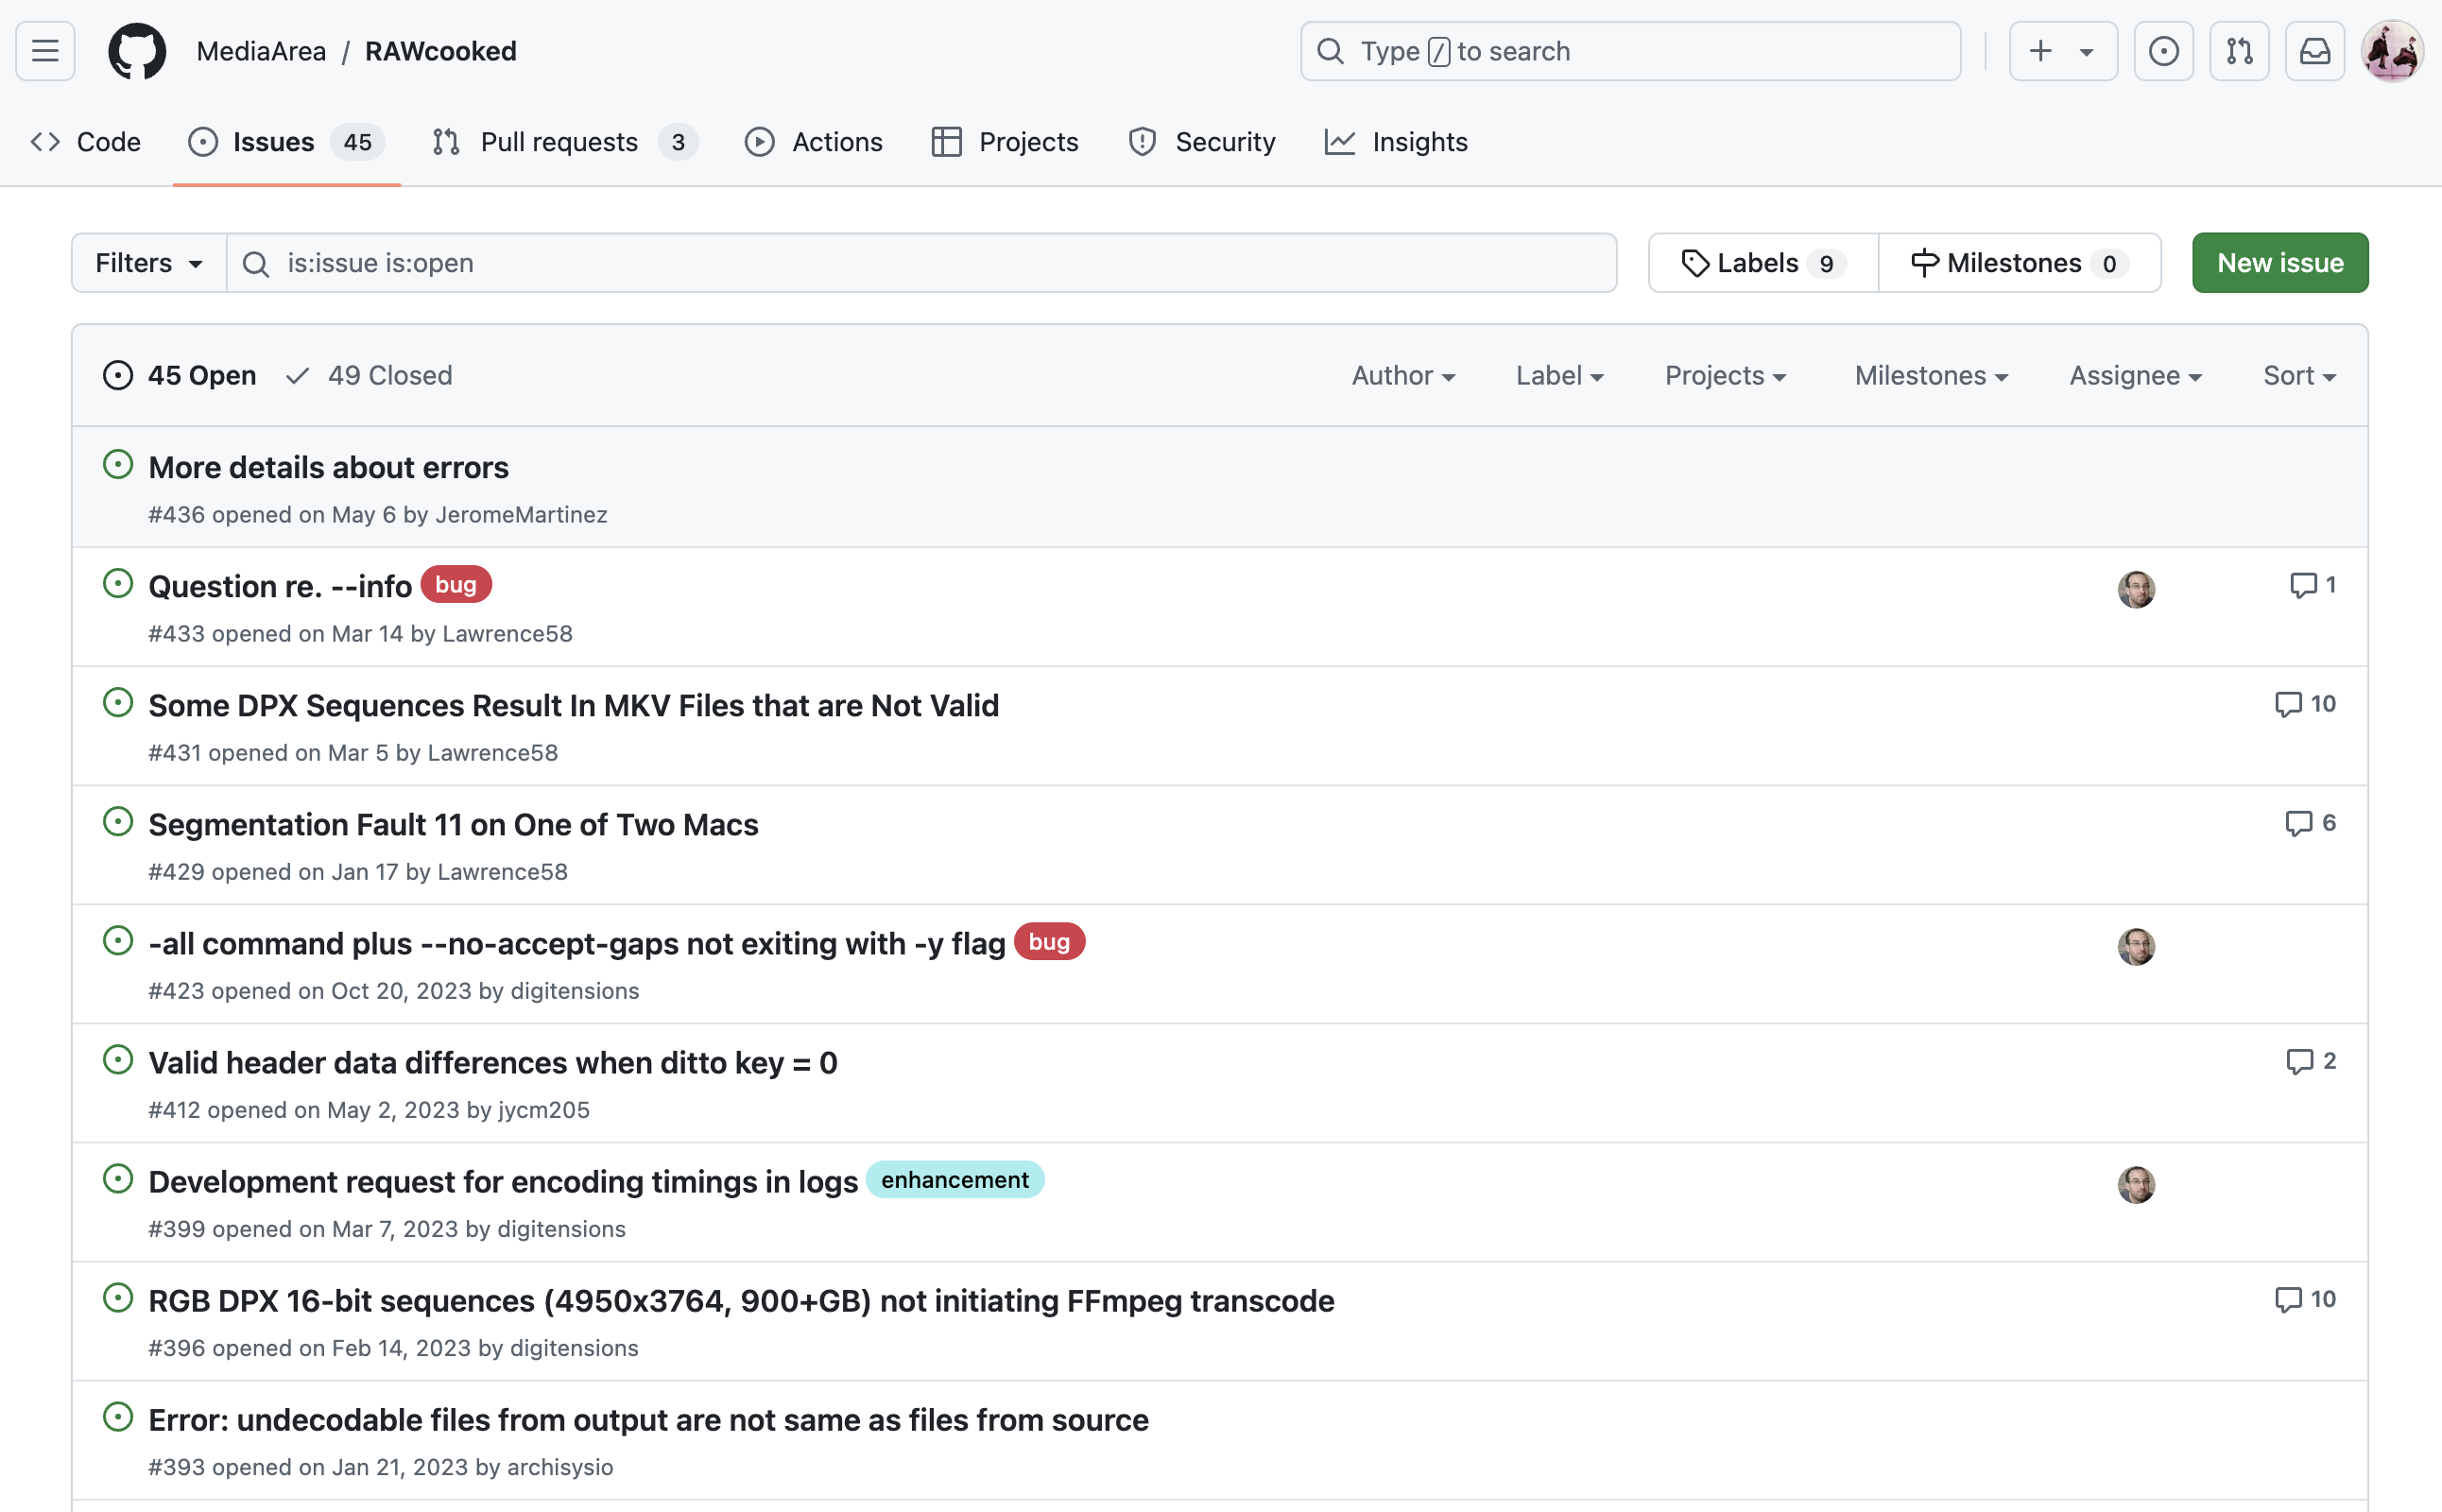 MediaArea / RAWcooked
Type / to search
Code
Issues 45
Pull requests 3
Actions
Projects
Security
Insights
Filters
is:issue is:open
Labels 9
Milestones 0
New issue
45 Open
49 Closed
Author
Label
Projects
Milestones
Assignee
Sort
More details about errors
#436 opened on May 6 by JeromeMartinez
Question re. --info bug
1
#433 opened on Mar 14 by Lawrence58
Some DPX Sequences Result In MKV Files that are Not Valid
10
#431 opened on Mar 5 by Lawrence58
Segmentation Fault 11 on One of Two Macs
6
#429 opened on Jan 17 by Lawrence58
-all command plus --no-accept-gaps not exiting with -y flag bug
#423 opened on Oct 20, 2023 by digitensions
Valid header data differences when ditto key = 0
2
#412 opened on May 2, 2023 by jycm205
Development request for encoding timings in logs enhancement
#399 opened on Mar 7, 2023 by digitensions
RGB DPX 16-bit sequences (4950x3764, 900+GB) not initiating FFmpeg transcode
10
#396 opened on Feb 14, 2023 by digitensions
Error: undecodable files from output are not same as files from source
#393 opened on Jan 21, 2023 by archisysio